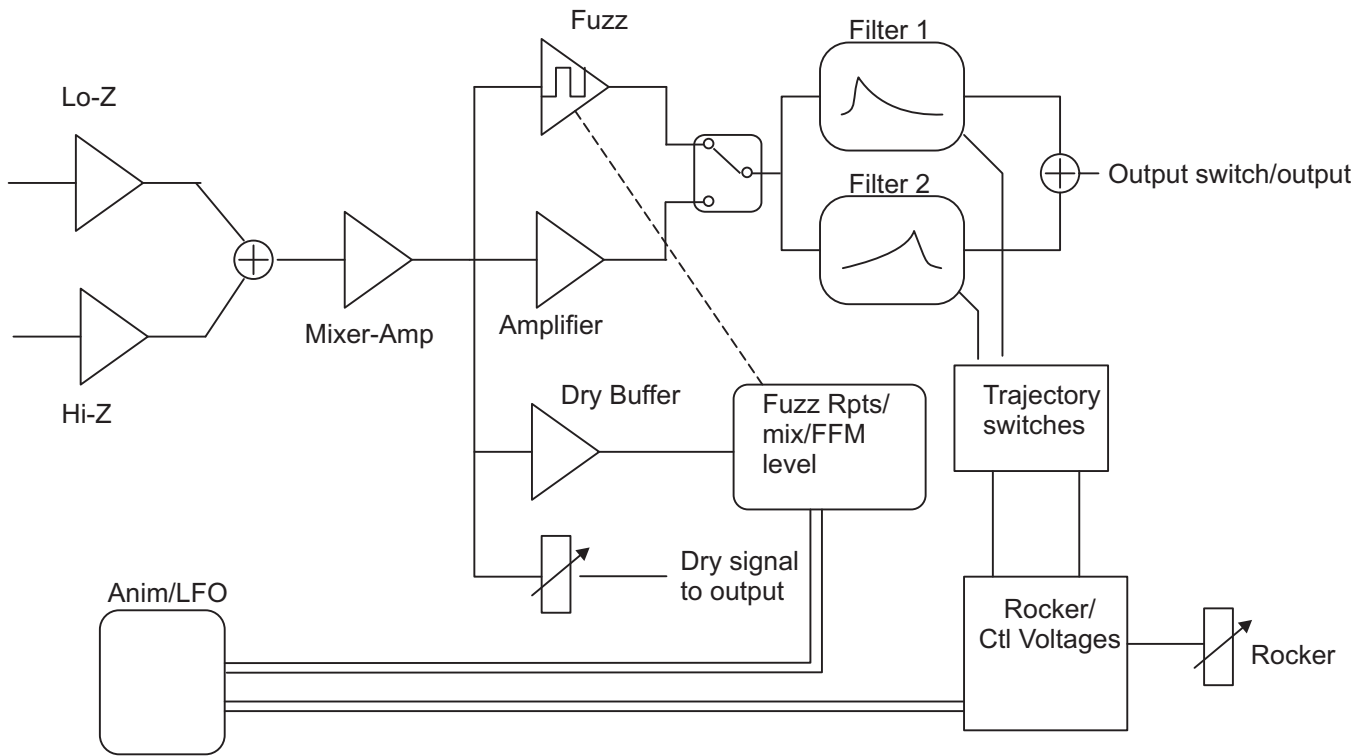 Fuzz
Filter 1
Lo-Z
Filter 2
Output switch/output
Mixer-Amp
Amplifier
Hi-Z
Dry Buffer
Fuzz Rpts/
mix/FFM
level
Trajectory
switches
Dry signal
to output
Anim/LFO
Rocker/
Ctl Voltages
Rocker